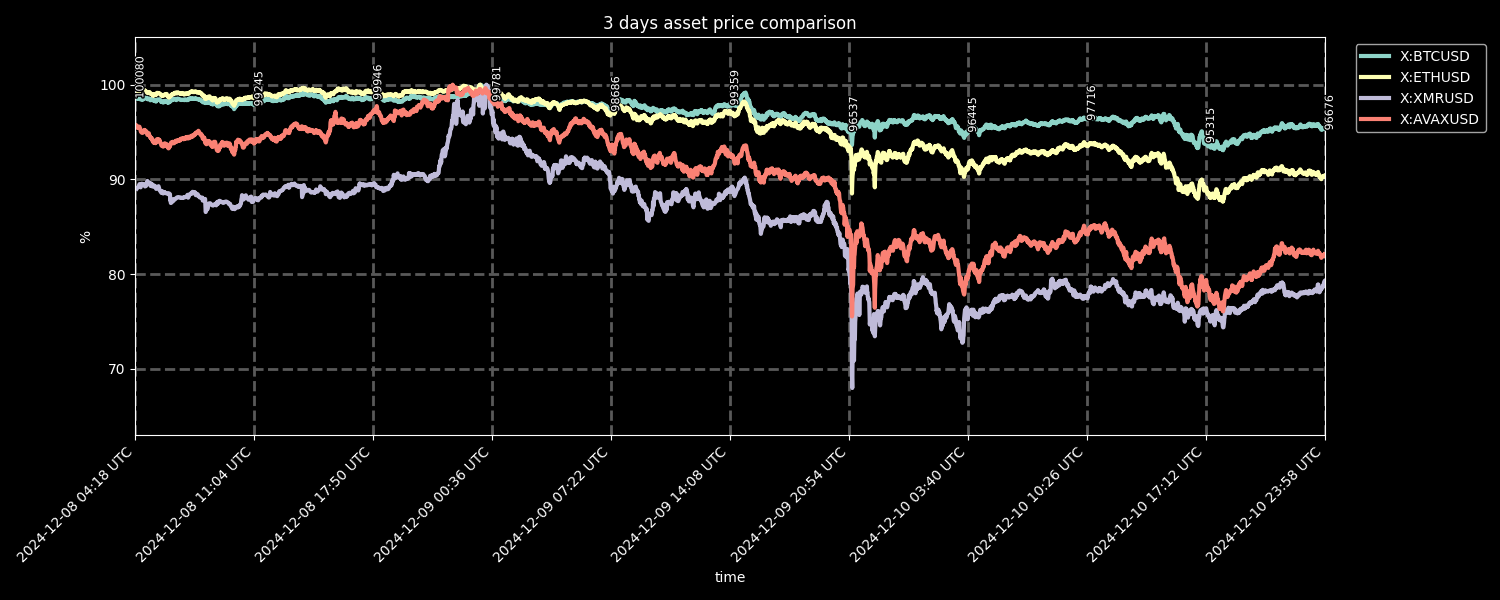 3 days asset price comparison
X:BTCUSD
X:ETHUSD
X:XMRUSD
X:AVAXUSD
100
90
80
70
%
100080
99245
99946
99781
98686
99359
96537
96445
97716
95315
96676
2024-12-08 04:18 UTC
2024-12-08 11:04 UTC
2024-12-08 17:50 UTC
2024-12-09 00:36 UTC
2024-12-09 07:22 UTC
2024-12-09 14:08 UTC
2024-12-09 20:54 UTC
2024-12-10 03:40 UTC
2024-12-10 10:26 UTC
2024-12-10 17:12 UTC
2024-12-10 23:58 UTC
time